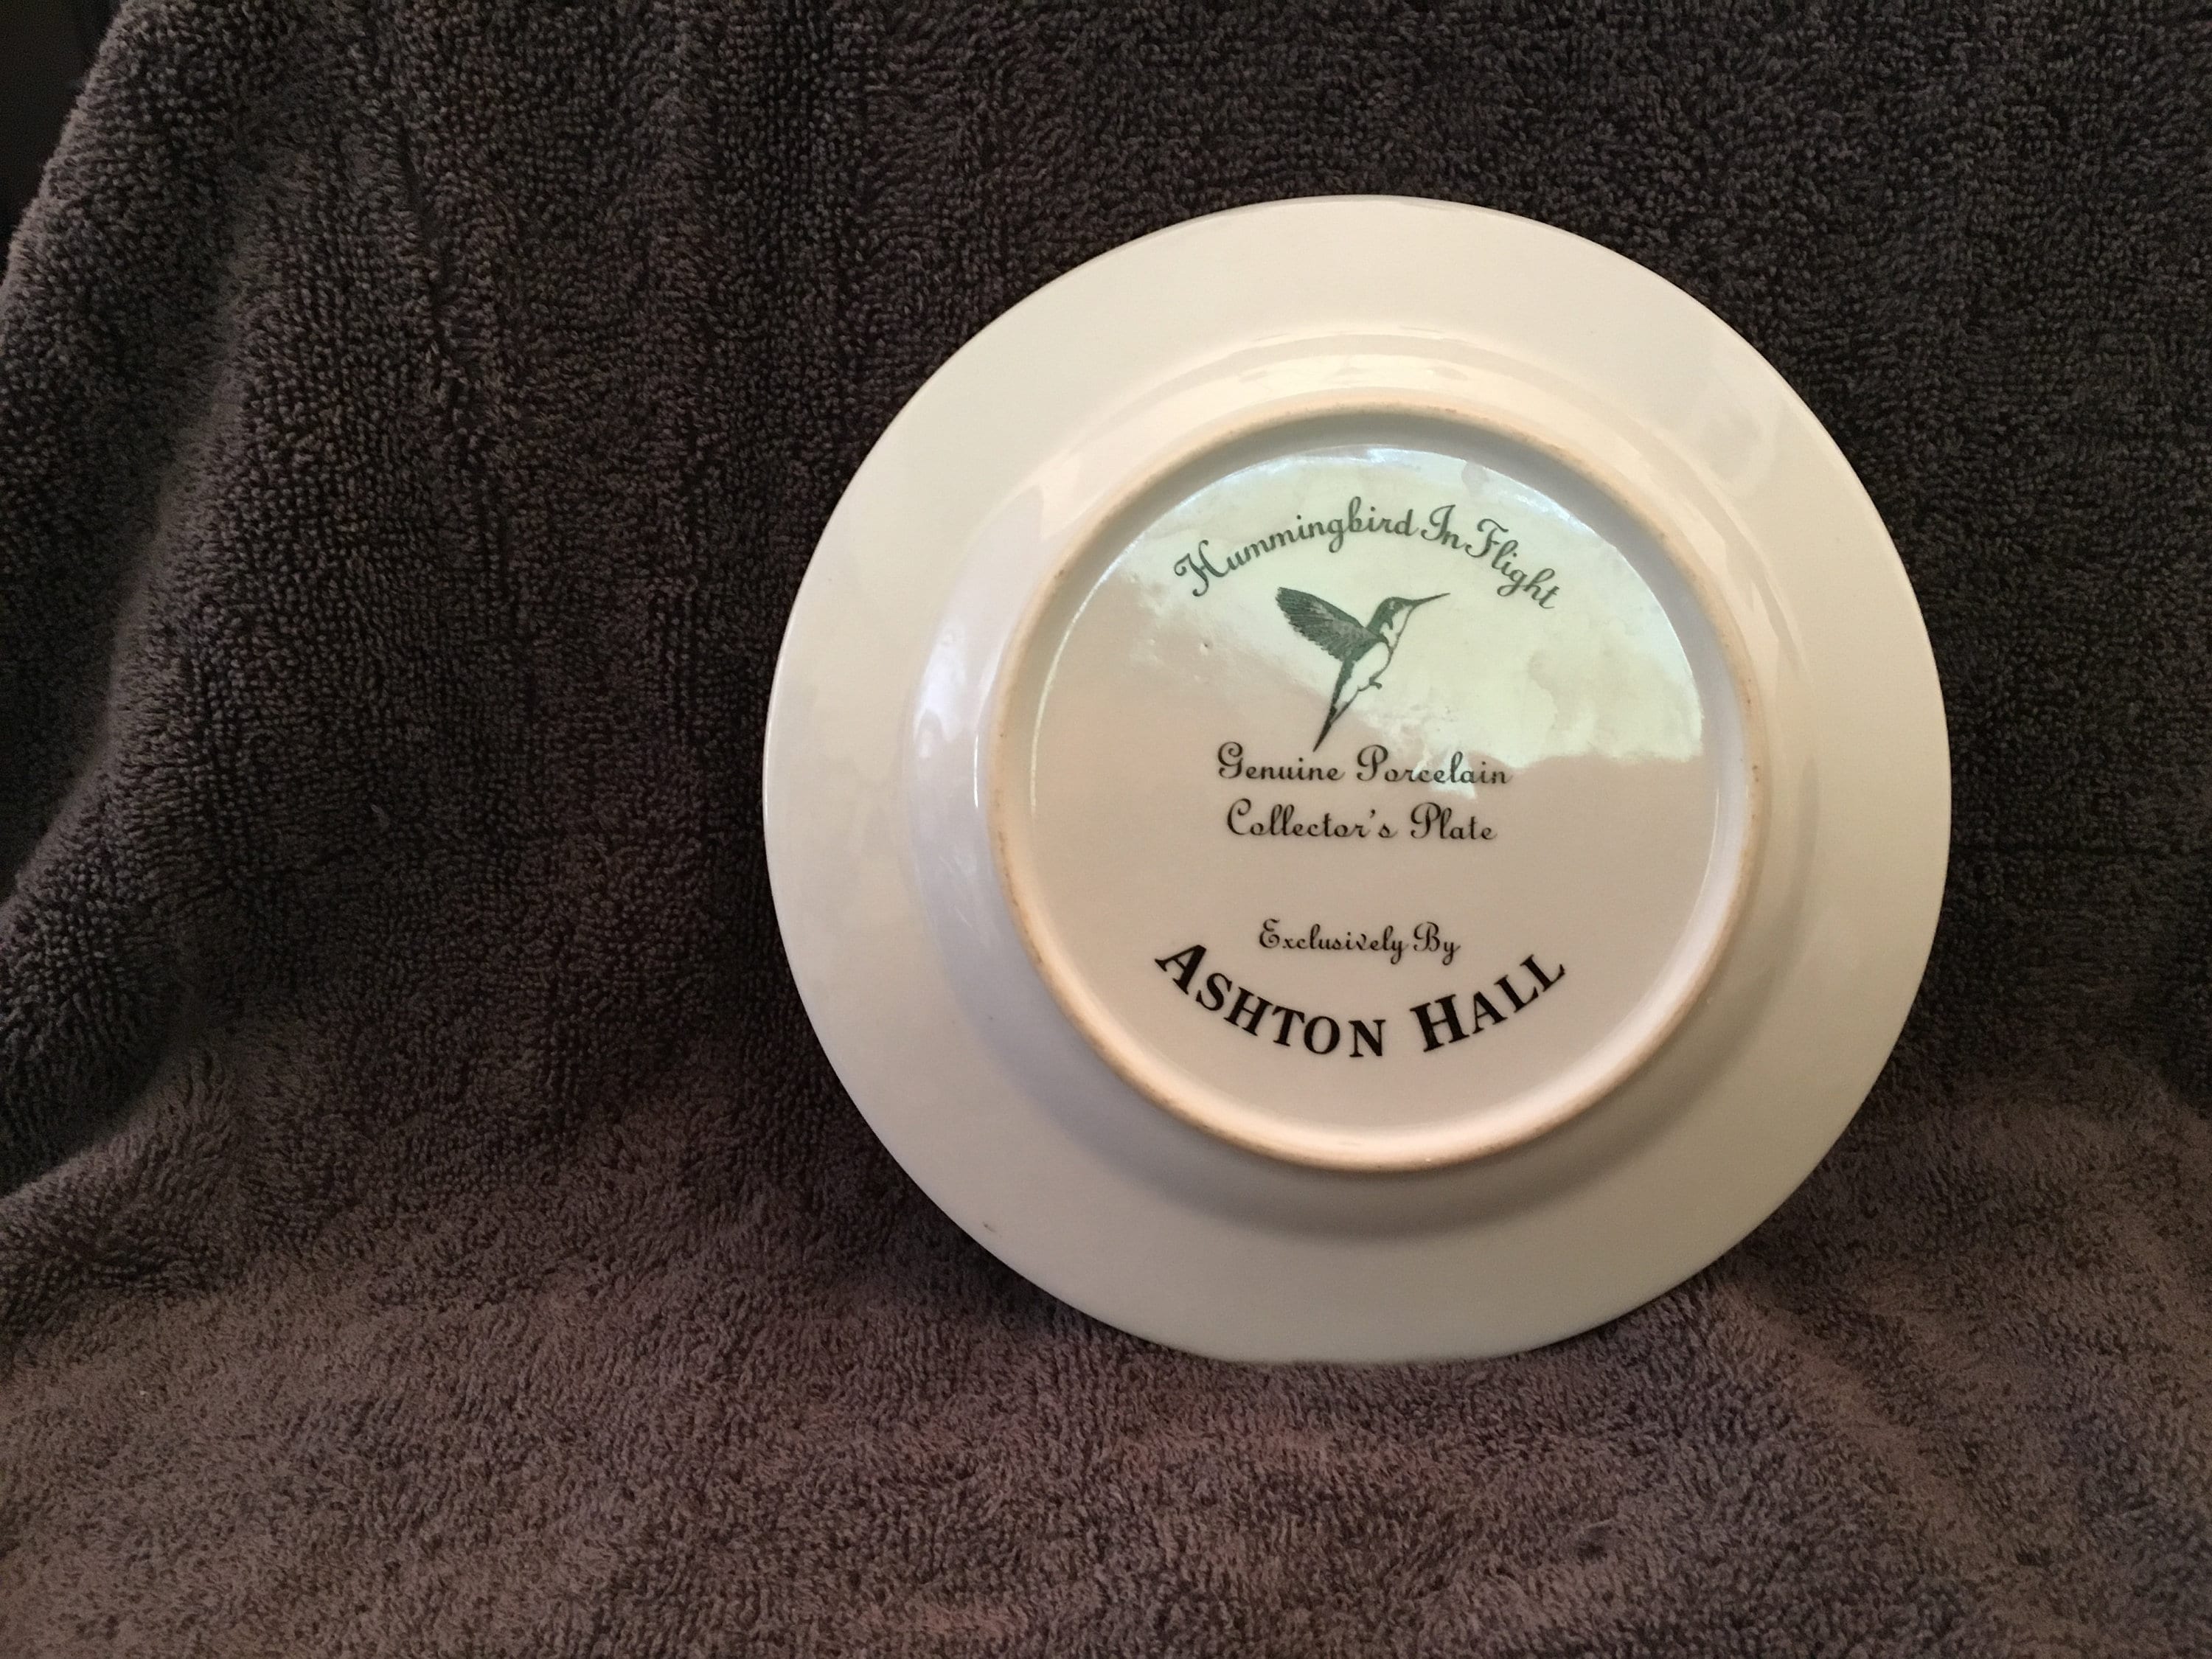 Hummingbird In Flight
Genuine Porcelain
Collector's Plate
Exclusively By
ASHTON HALL